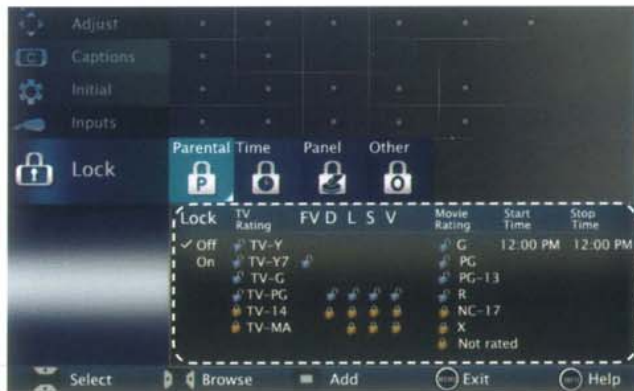 Adjust
Captions
Initial
Inputs
Lock
Parental Time Panel Other
P
Lock TV Rating FV D L S V Movie Rating Start Time Stop Time
✓ Off TV-Y G 12:00 PM 12:00 PM
On TV-Y7 PG
TV-G PG-13
TV-PG R
TV-14 NC-17
TV-MA X
Not rated
Select Browse Add Exit Help